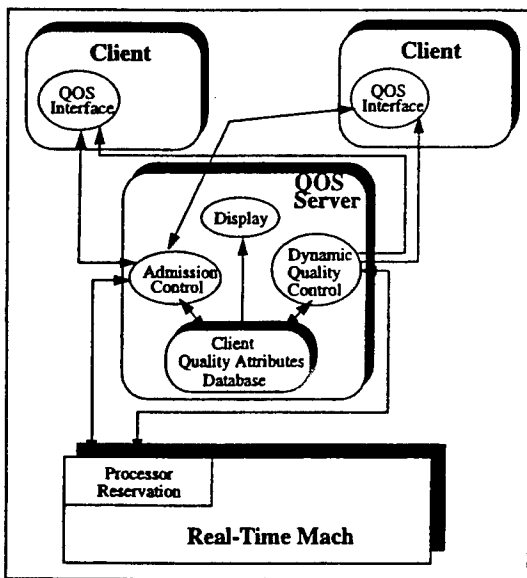 Client
QOS
Interface
Client
QOS
Interface
QOS
Server
Display
Admission
Control
Dynamic
Quality
Control
Client
Quality Attributes
Database
Processor
Reservation
Real-Time Mach